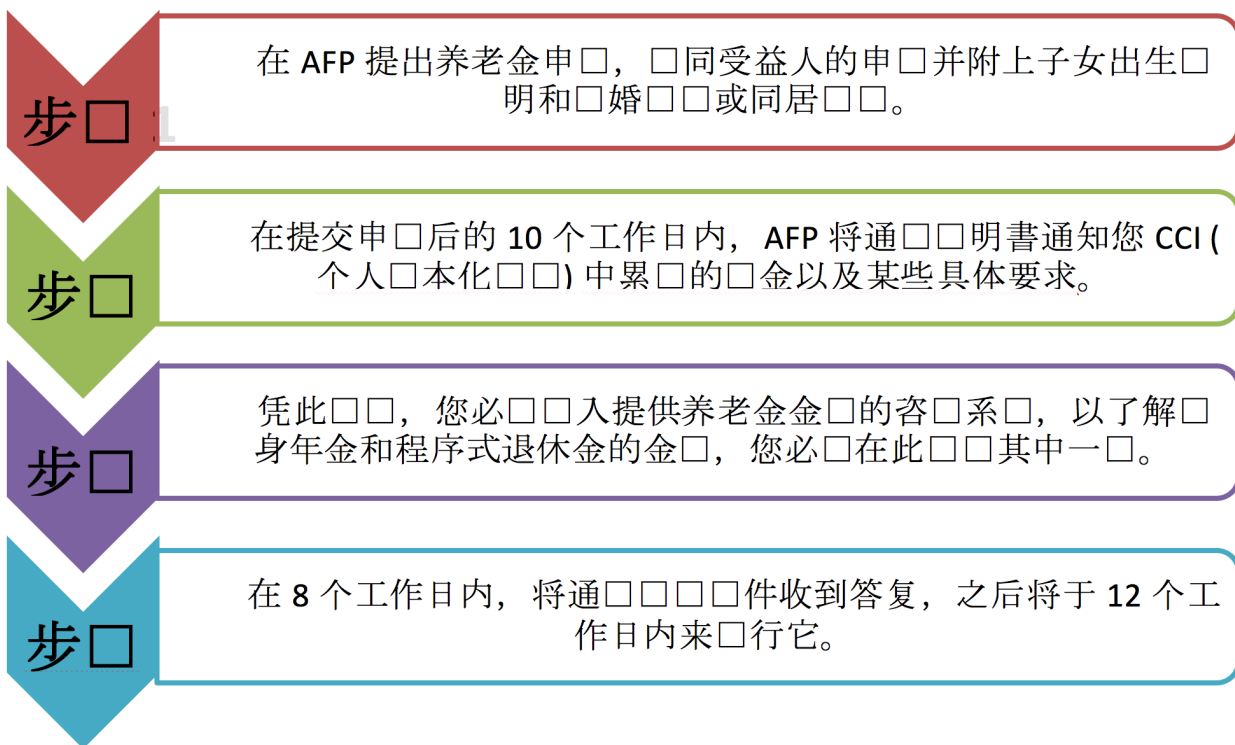 步□ 1
在 AFP 提出养老金申□，□同受益人的申□并附上子女出生□
明和□婚□□或同居□□。
步□
在提交申□后的 10 个工作日内，AFP 将通□□明書通知您 CCI (
个人□本化□□) 中累□的□金以及某些具体要求。
步□
凭此□□，您必□□入提供养老金金□的咨□系□，以了解□
身年金和程序式退休金的金□，您必□在此□□其中一□。
步□
在 8 个工作日内，将通□□□□件收到答复，之后将于 12 个工
作日内来□行它。